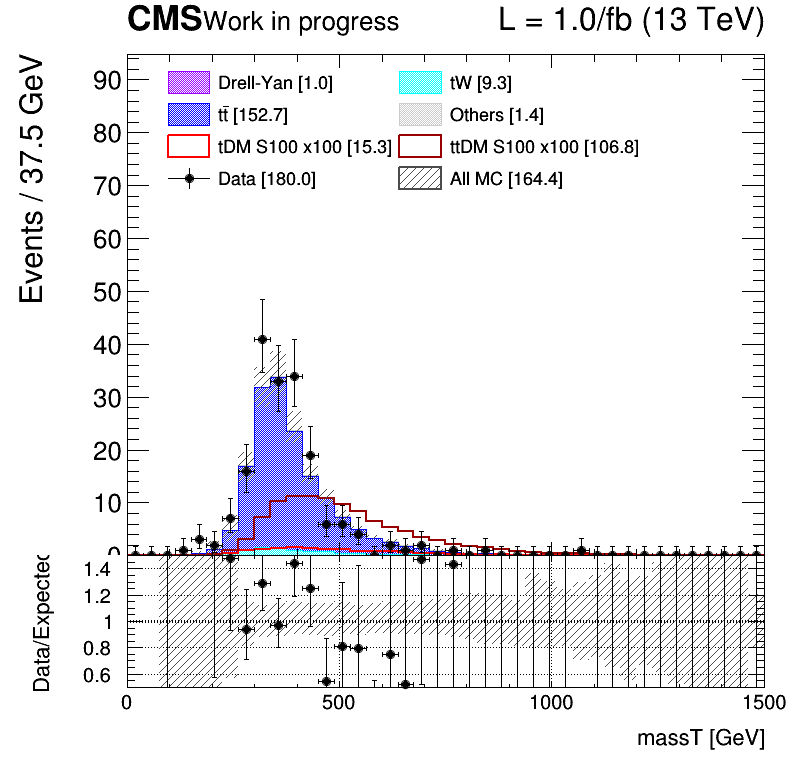 CMS Work in progress L = 1.0/fb (13 TeV)
Events / 37.5 GeV
90
80
70
60
50
40
30
20
10
0
Drell-Yan [1.0] tW [9.3]
tt̄ [152.7] Others [1.4]
tDM S100 x100 [15.3] ttDM S100 x100 [106.8]
Data [180.0] All MC [164.4]
Data/Expected
1.4
1.2
1
0.8
0.6
0 500 1000 1500
massT [GeV]